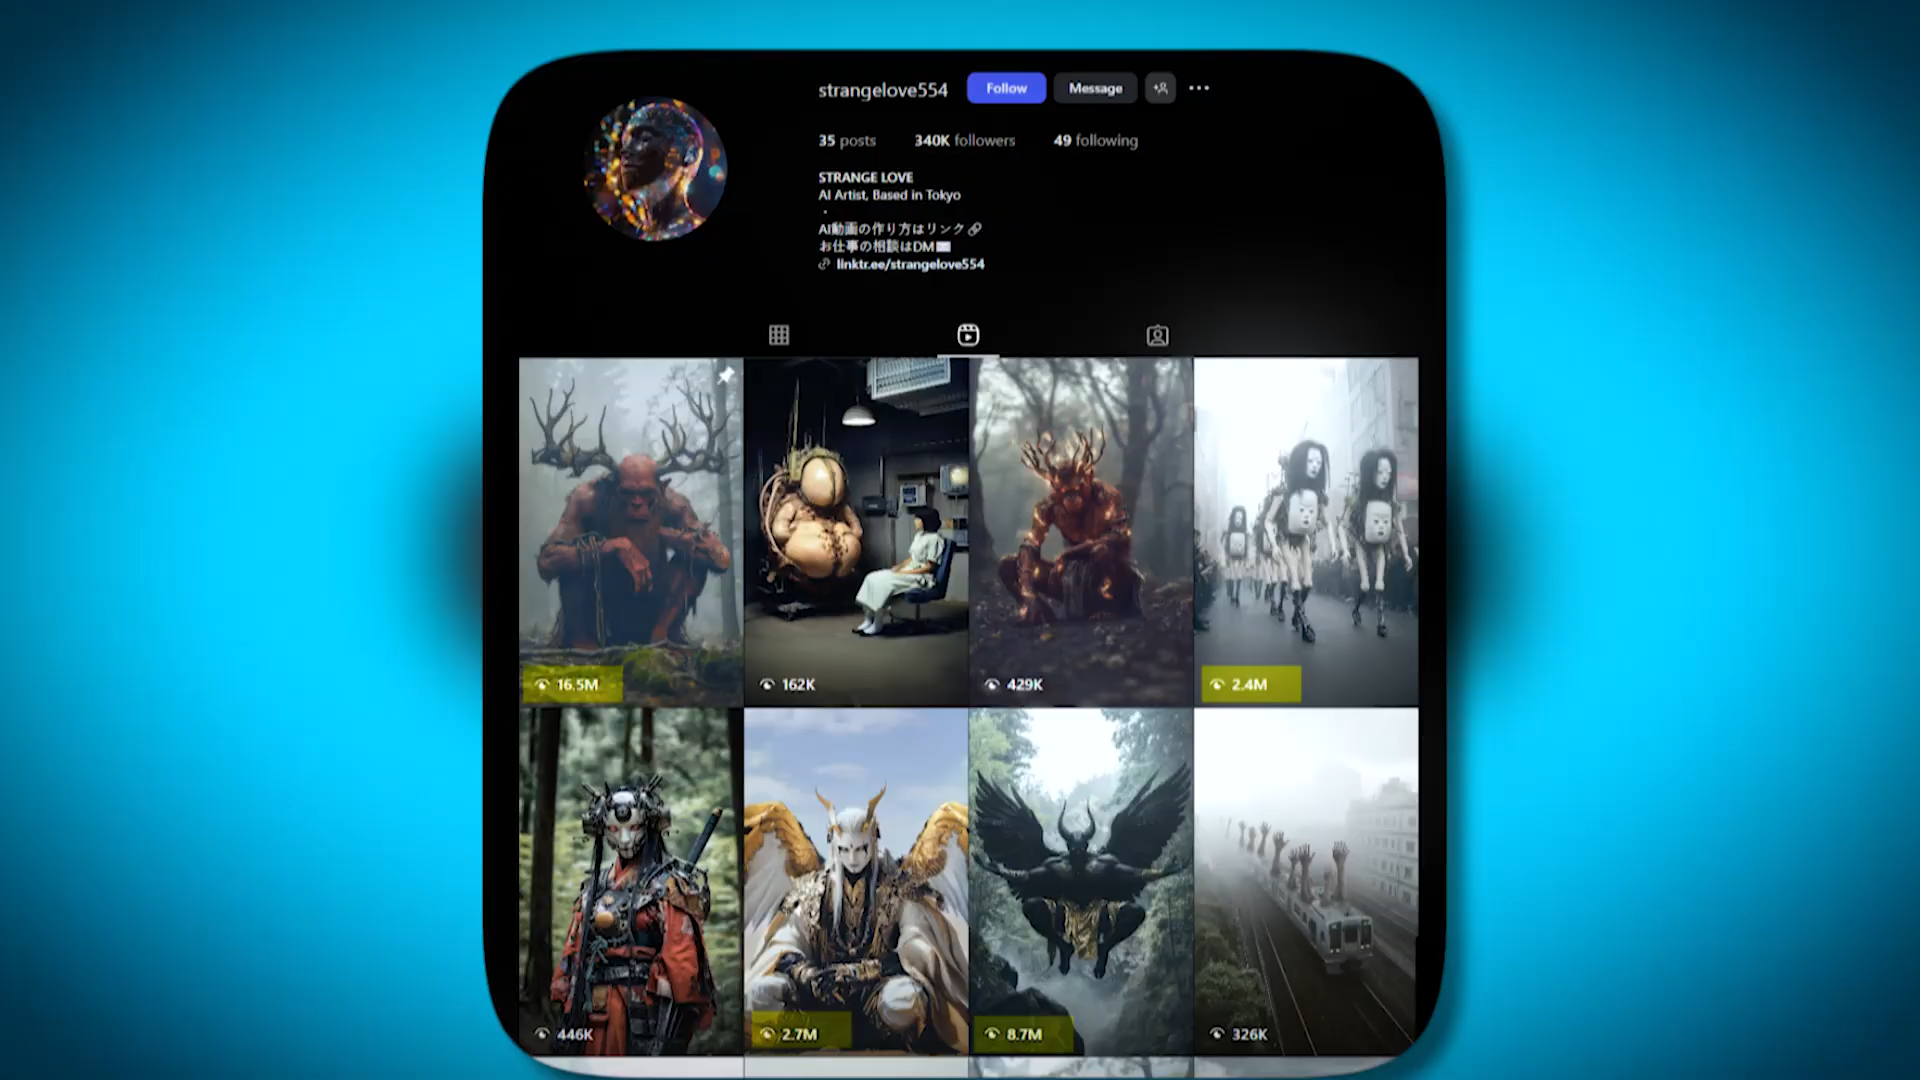 strangelove554 Follow Message
35 posts 340K followers 49 following
STRANGE LOVE
AI Artist, Based in Tokyo
.
AI動画の作り方はリンク🔗
お仕事の相談はDM✉️
linktr.ee/strangelove554
16.5M 162K 429K 2.4M
446K 2.7M 8.7M 326K